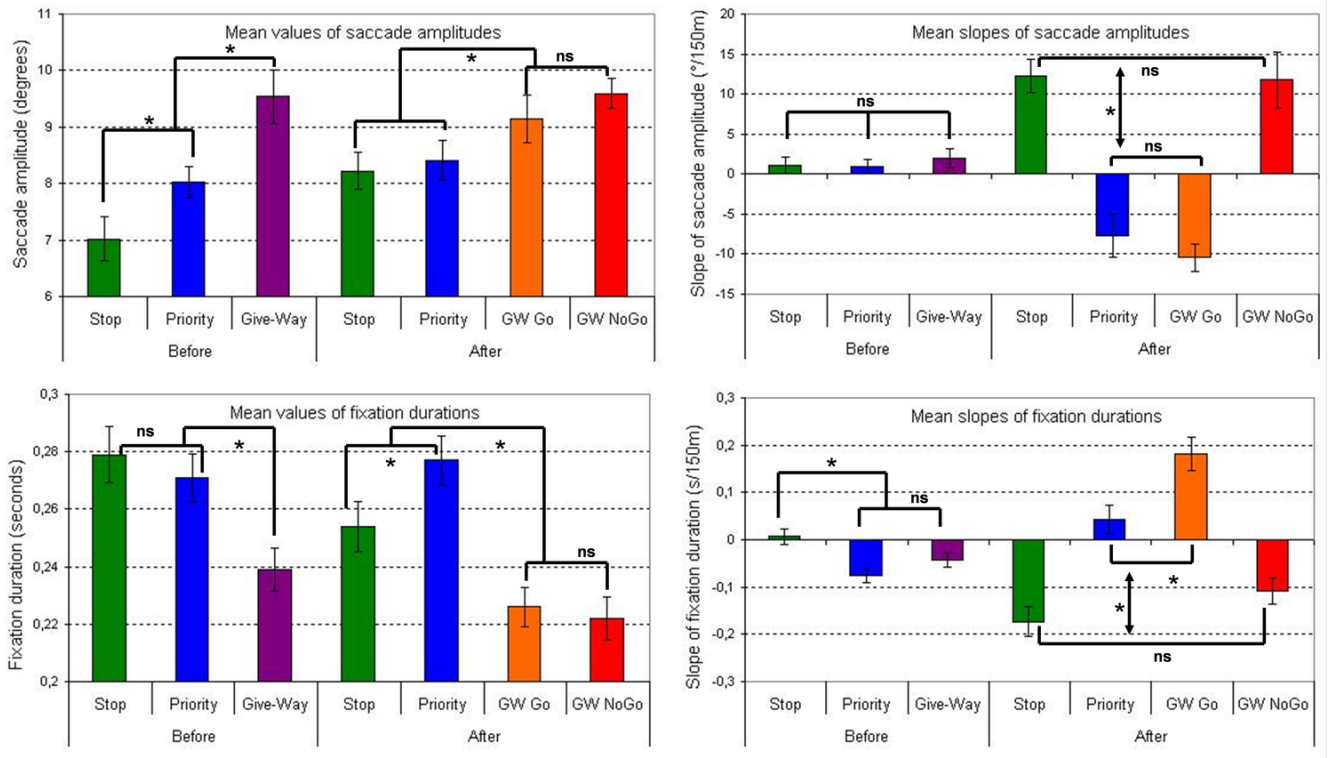 Mean values of saccade amplitudes
Saccade amplitude (degrees)
11
10
9
8
7
6
*
*
*
ns
Stop Priority Give-Way Stop Priority GW Go GW NoGo
Before After
Mean slopes of saccade amplitudes
Slope of saccade amplitude (°/150m)
20
15
10
5
0
-5
-10
-15
ns
ns
*
ns
Stop Priority Give-Way Stop Priority GW Go GW NoGo
Before After
Mean values of fixation durations
Fixation duration (seconds)
0,3
0,28
0,26
0,24
0,22
0,2
ns
*
*
*
ns
Stop Priority Give-Way Stop Priority GW Go GW NoGo
Before After
Mean slopes of fixation durations
Slope of fixation duration (s/150m)
0,3
0,2
0,1
0
-0,1
-0,2
-0,3
*
ns
*
*
ns
Stop Priority Give-Way Stop Priority GW Go GW NoGo
Before After